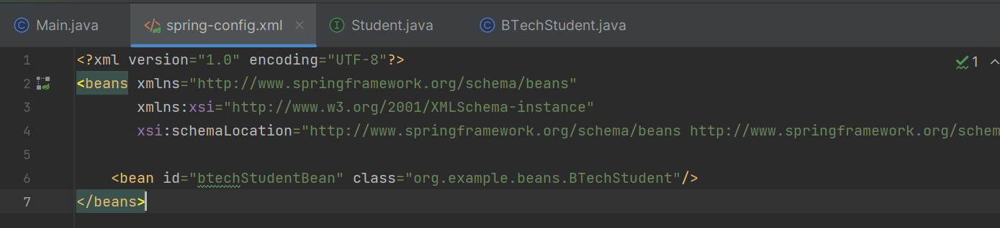 Main.java spring-config.xml Student.java BTechStudent.java
1 <?xml version="1.0" encoding="UTF-8"?> 1
2 <beans xmlns="http://www.springframework.org/schema/beans"
3 xmlns:xsi="http://www.w3.org/2001/XMLSchema-instance"
4 xsi:schemaLocation="http://www.springframework.org/schema/beans http://www.springframework.org/schem
5
6 <bean id="btechStudentBean" class="org.example.beans.BTechStudent"/>
7 </beans>